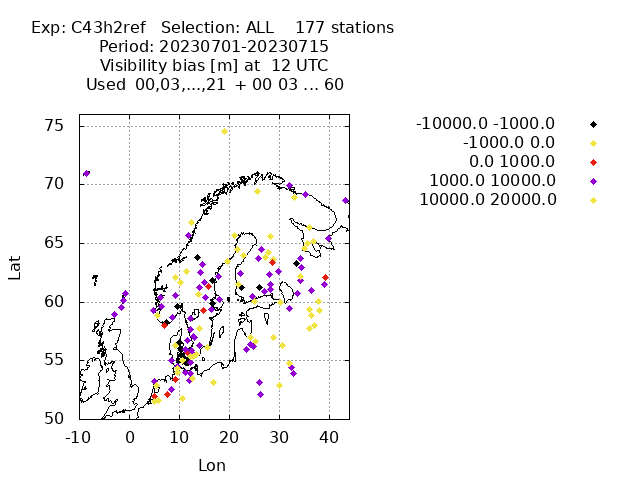 Exp: C43h2ref   Selection: ALL    177 stations
Period: 20230701-20230715
Visibility bias [m] at  12 UTC
Used  00,03,...,21  + 00 03 ... 60
-10000.0 -1000.0
-1000.0 0.0
0.0 1000.0
1000.0 10000.0
10000.0 20000.0
75
70
65
60
55
50
Lat
-10 0 10 20 30 40
Lon